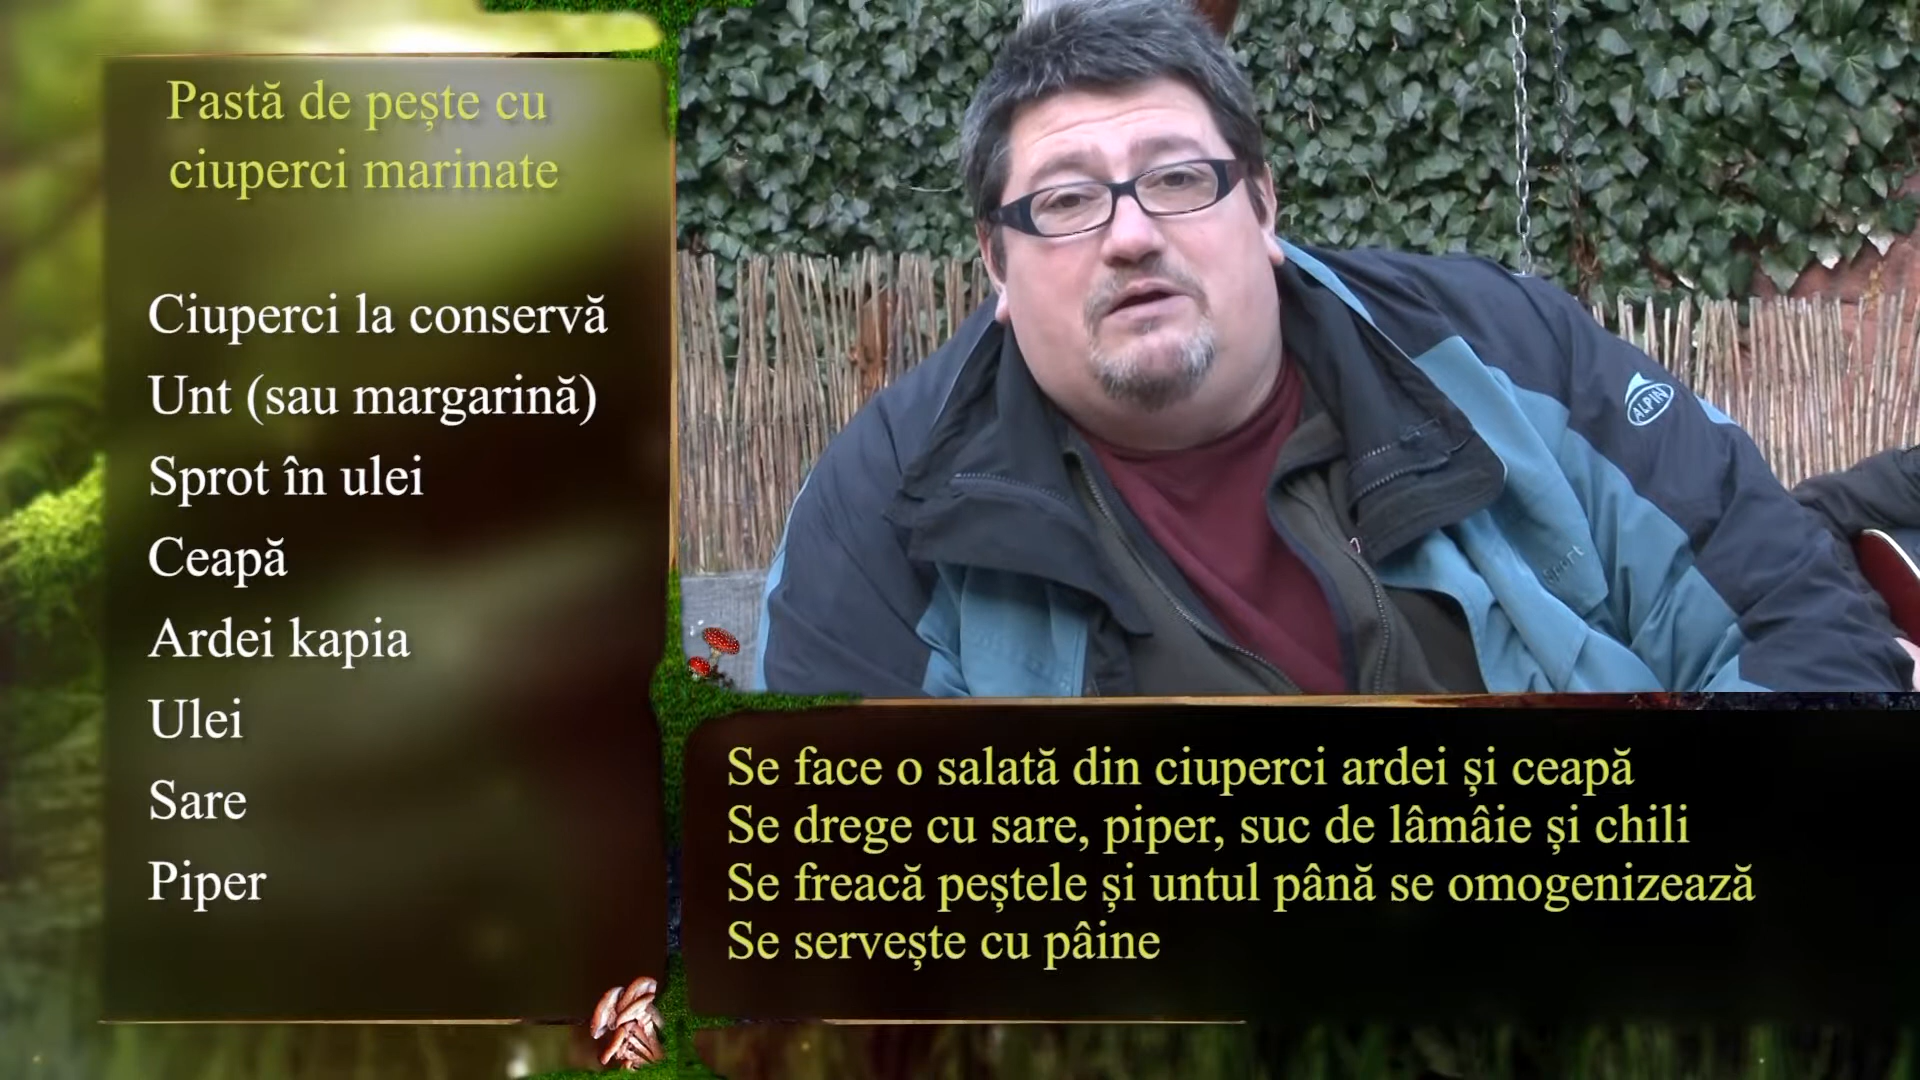 Pastă de pește cu
ciuperci marinate
Ciuperci la conservă
Unt (sau margarină)
Sprot în ulei
Ceapă
Ardei kapia
Ulei
Sare
Piper
ALPIN
Sport
Se face o salată din ciuperci ardei și ceapă
Se drege cu sare, piper, suc de lâmâie și chili
Se freacă peștele și untul până se omogenizează
Se servește cu pâine